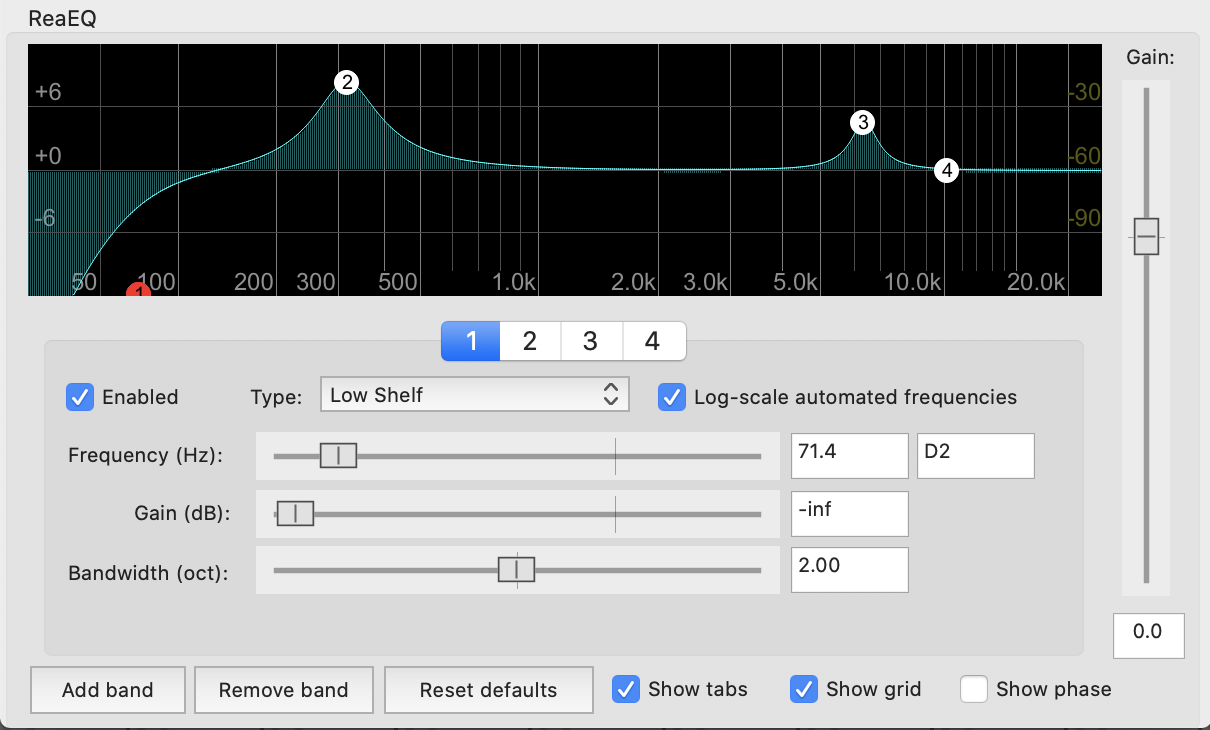 ReaEQ
Gain:
+6
-30
+0
-60
-6
-90
50 100 200 300 500 1.0k 2.0k 3.0k 5.0k 10.0k 20.0k
1
2
3
4
1 2 3 4
Enabled Type: Low Shelf Log-scale automated frequencies
Frequency (Hz): 71.4 D2
Gain (dB): -inf
Bandwidth (oct): 2.00
0.0
Add band Remove band Reset defaults Show tabs Show grid Show phase